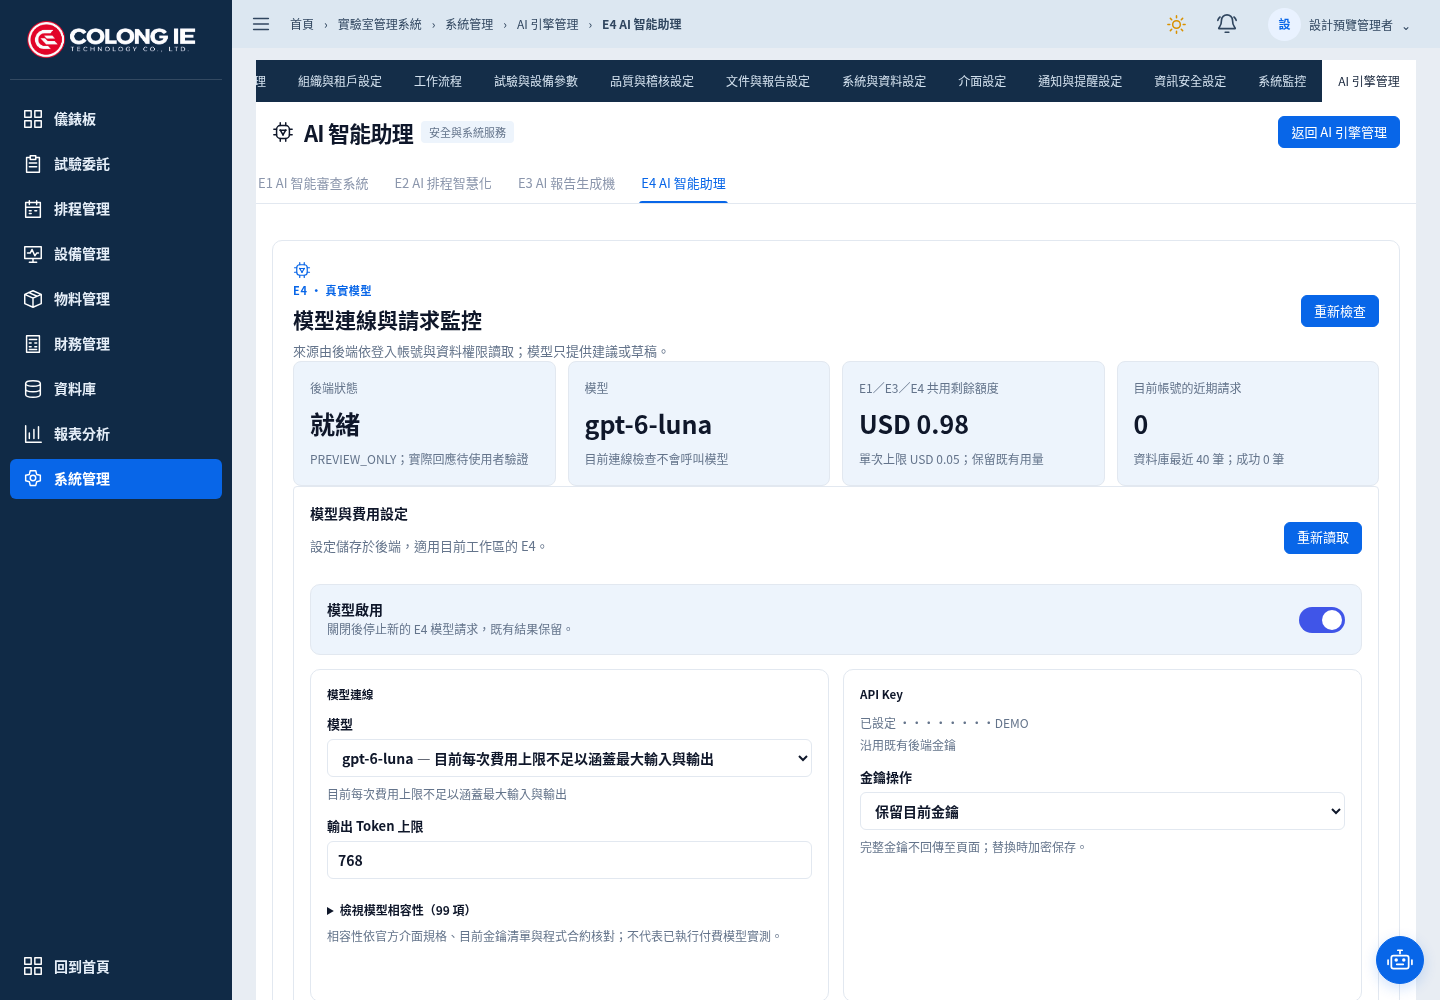 COLONG IE
TECHNOLOGY CO., LTD.
儀錶板
試驗委託
排程管理
設備管理
物料管理
財務管理
資料庫
報表分析
系統管理
回到首頁
首頁 › 實驗室管理系統 › 系統管理 › AI 引擎管理 › E4 AI 智能助理
設 設計預覽管理者
理 組織與租戶設定 工作流程 試驗與設備參數 品質與稽核設定 文件與報告設定 系統與資料設定 介面設定 通知與提醒設定 資訊安全設定 系統監控 AI 引擎管理
AI 智能助理 安全與系統服務 返回 AI 引擎管理
E1 AI 智能審查系統 E2 AI 排程智慧化 E3 AI 報告生成機 E4 AI 智能助理
E4 · 真實模型
模型連線與請求監控
重新檢查
來源由後端依登入帳號與資料權限讀取；模型只提供建議或草稿。
後端狀態
就緒
PREVIEW_ONLY；實際回應待使用者驗證
模型
gpt-6-luna
目前連線檢查不會呼叫模型
E1／E3／E4 共用剩餘額度
USD 0.98
單次上限 USD 0.05；保留既有用量
目前帳號的近期請求
0
資料庫最近 40 筆；成功 0 筆
模型與費用設定
設定儲存於後端，適用目前工作區的 E4。
重新讀取
模型啟用
關閉後停止新的 E4 模型請求，既有結果保留。
模型連線
模型
gpt-6-luna — 目前每次費用上限不足以涵蓋最大輸入與輸出
目前每次費用上限不足以涵蓋最大輸入與輸出
輸出 Token 上限
768
檢視模型相容性（99 項）
相容性依官方介面規格、目前金鑰清單與程式合約核對；不代表已執行付費模型實測。
API Key
已設定 ・・・・・・・・DEMO
沿用既有後端金鑰
金鑰操作
保留目前金鑰
完整金鑰不回傳至頁面；替換時加密保存。